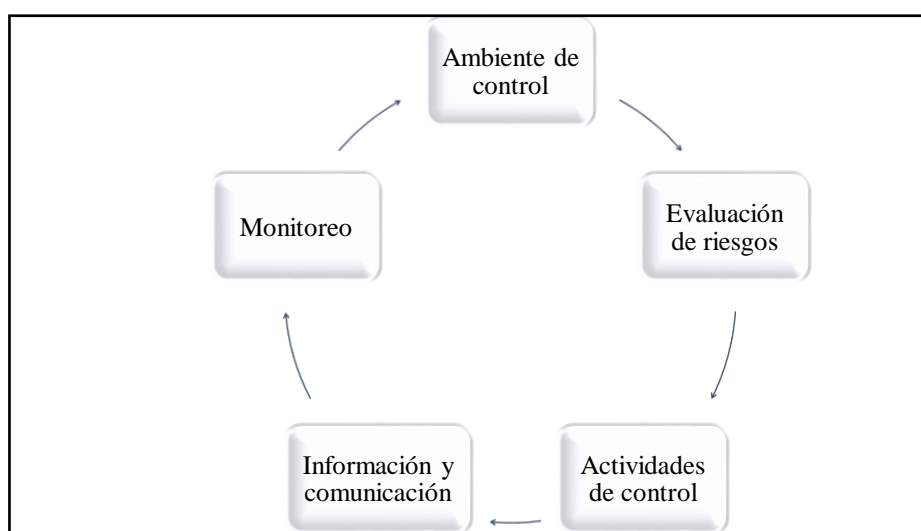 Ambiente de
control
Evaluación
de riesgos
Actividades
de control
Información y
comunicación
Monitoreo